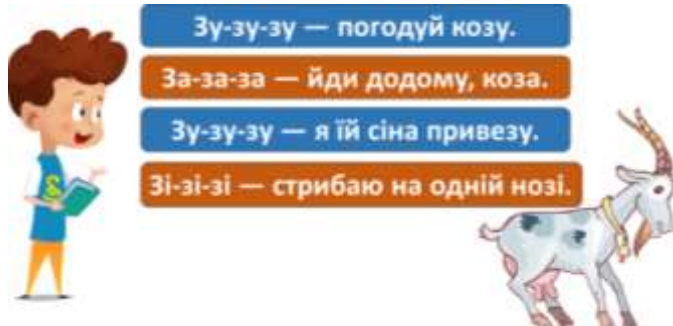 Зу-зу-зу — погодуй козу.
За-за-за — йди додому, коза.
Зу-зу-зу — я їй сіна привезу.
Зі-зі-зі — стрибаю на одній нозі.